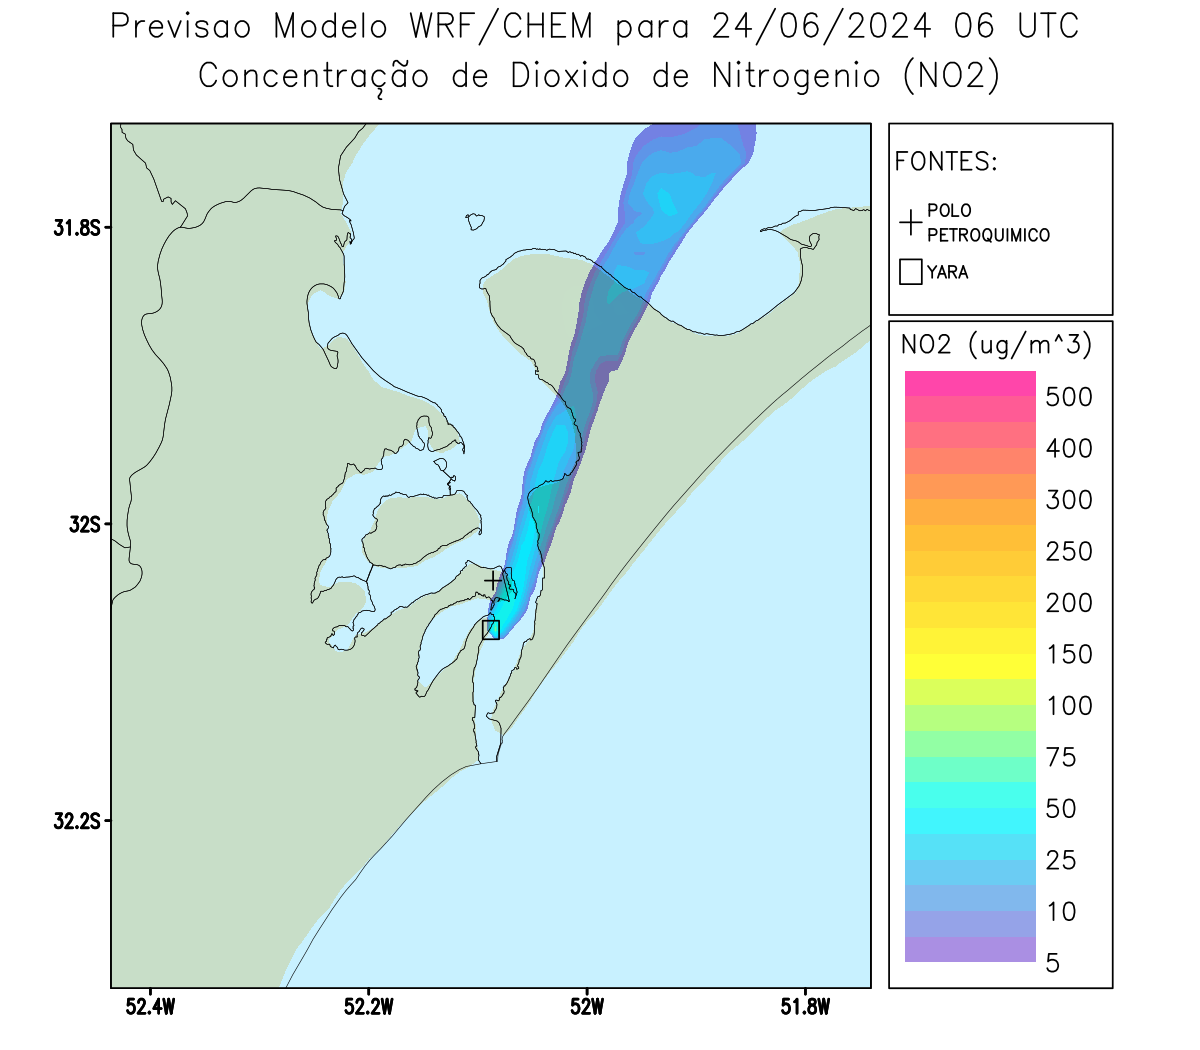 Previsao Modelo WRF/CHEM para 24/06/2024 06 UTC
Concentração de Dioxido de Nitrogenio (NO2)
FONTES:
POLO
PETROQUIMICO
YARA
31.8S
32S
32.2S
52.4W
52.2W
52W
51.8W
NO2 (ug/m^3)
500
400
300
250
200
150
100
75
50
25
10
5